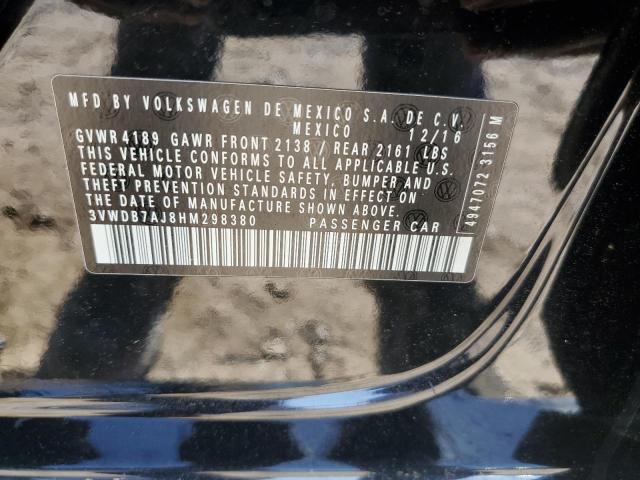 MFD BY VOLKSWAGEN DE MEXICO S.A. DE C.V.
MEXICO 12/16
GVWR 4189 GAWR FRONT 2138 / REAR 2161 LBS
THIS VEHICLE CONFORMS TO ALL APPLICABLE U.S.
FEDERAL MOTOR VEHICLE SAFETY, BUMPER AND
THEFT PREVENTION STANDARDS IN EFFECT ON
THE DATE OF MANUFACTURE SHOWN ABOVE.
3VWDB7AJ8HM298380 PASSENGER CAR
4947072 3156 M